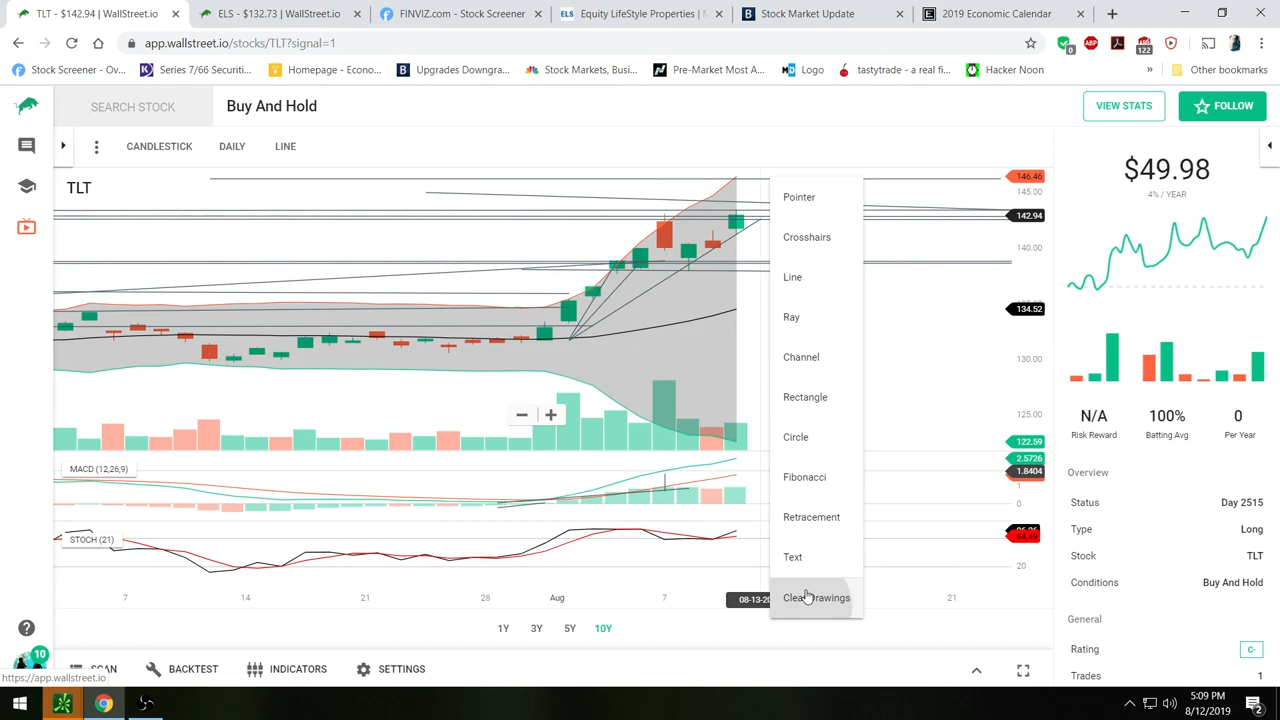 TLT - $142.94 | WallStreet.io
ELS - $132.73 | WallStreet.io
FINVIZ.com - Stock Screener
ELS
Equity LifeStyle Properties |
B
Stock Market Update
2019 Economic Calendar
app.wallstreet.io/stocks/TLT?signal=1
0
ABP
122
Stock Screener - Ov...
Series 7/66 Securiti...
Homepage - Econo...
B
Upgrades Downgra...
Stock Markets, Busi...
Pre-Market Most A...
Logo
tastytrade - a real fi...
Hacker Noon
»
Other bookmarks
SEARCH STOCK
Buy And Hold
VIEW STATS
FOLLOW
CANDLESTICK
DAILY
LINE
TLT
146.46
145.00
142.94
140.00
134.52
130.00
125.00
122.59
2.5726
1.8404
1
0
84.49
20
MACD (12,26,9)
STOCH (21)
Pointer
Crosshairs
Line
Ray
Channel
Rectangle
Circle
Fibonacci
Retracement
Text
Clear Drawings
7
14
21
28
Aug
7
08-13-20
21
1Y
3Y
5Y
10Y
$49.98
4% / YEAR
N/A
100%
0
Risk Reward
Batting Avg
Per Year
Overview
Status
Day 2515
Type
Long
Stock
TLT
Conditions
Buy And Hold
General
Rating
C-
Trades
1
10
SCAN
BACKTEST
INDICATORS
SETTINGS
https://app.wallstreet.io
5:09 PM
8/12/2019
2